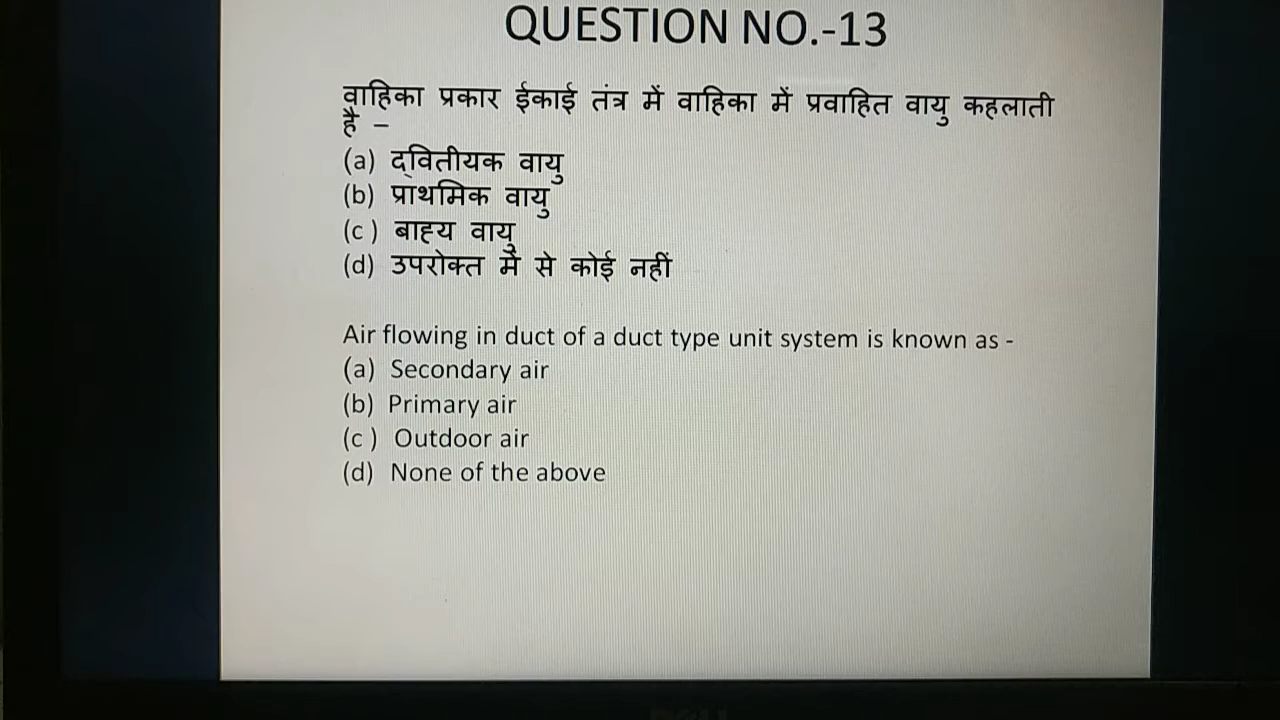 QUESTION NO.-13
वाहिका प्रकार ईकाई तंत्र में वाहिका में प्रवाहित वायु कहलाती
है –
(a) द्वितीयक वायु
(b) प्राथमिक वायु
(c ) बाह्य वायु
(d) उपरोक्त में से कोई नहीं
Air flowing in duct of a duct type unit system is known as -
(a) Secondary air
(b) Primary air
(c ) Outdoor air
(d) None of the above